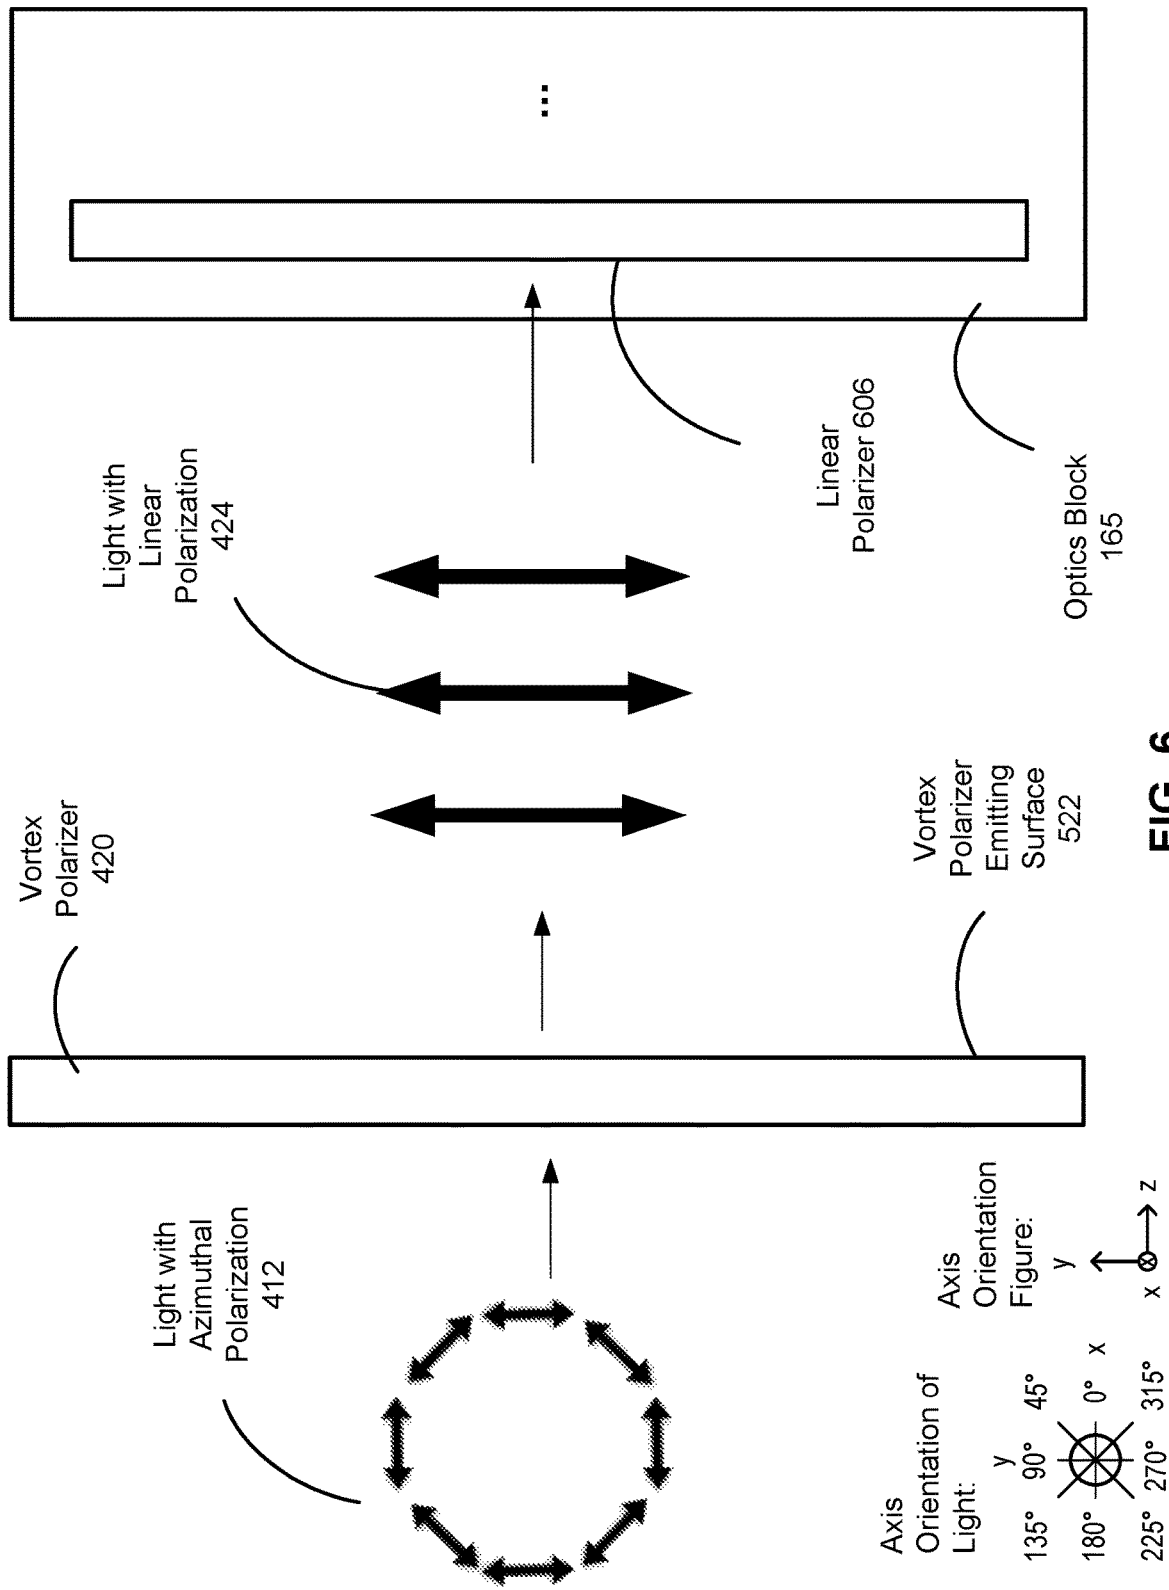 Light with
Azimuthal
Polarization
412
Vortex
Polarizer
420
Light with
Linear
Polarization
424
...
Linear
Polarizer 606
Optics Block
165
Vortex
Polarizer
Emitting
Surface
522
Axis
Orientation of
Light:
y
135° 90° 45°
180° 0° x
225° 270° 315°
Axis
Orientation
Figure:
y
x z
FIG. 6